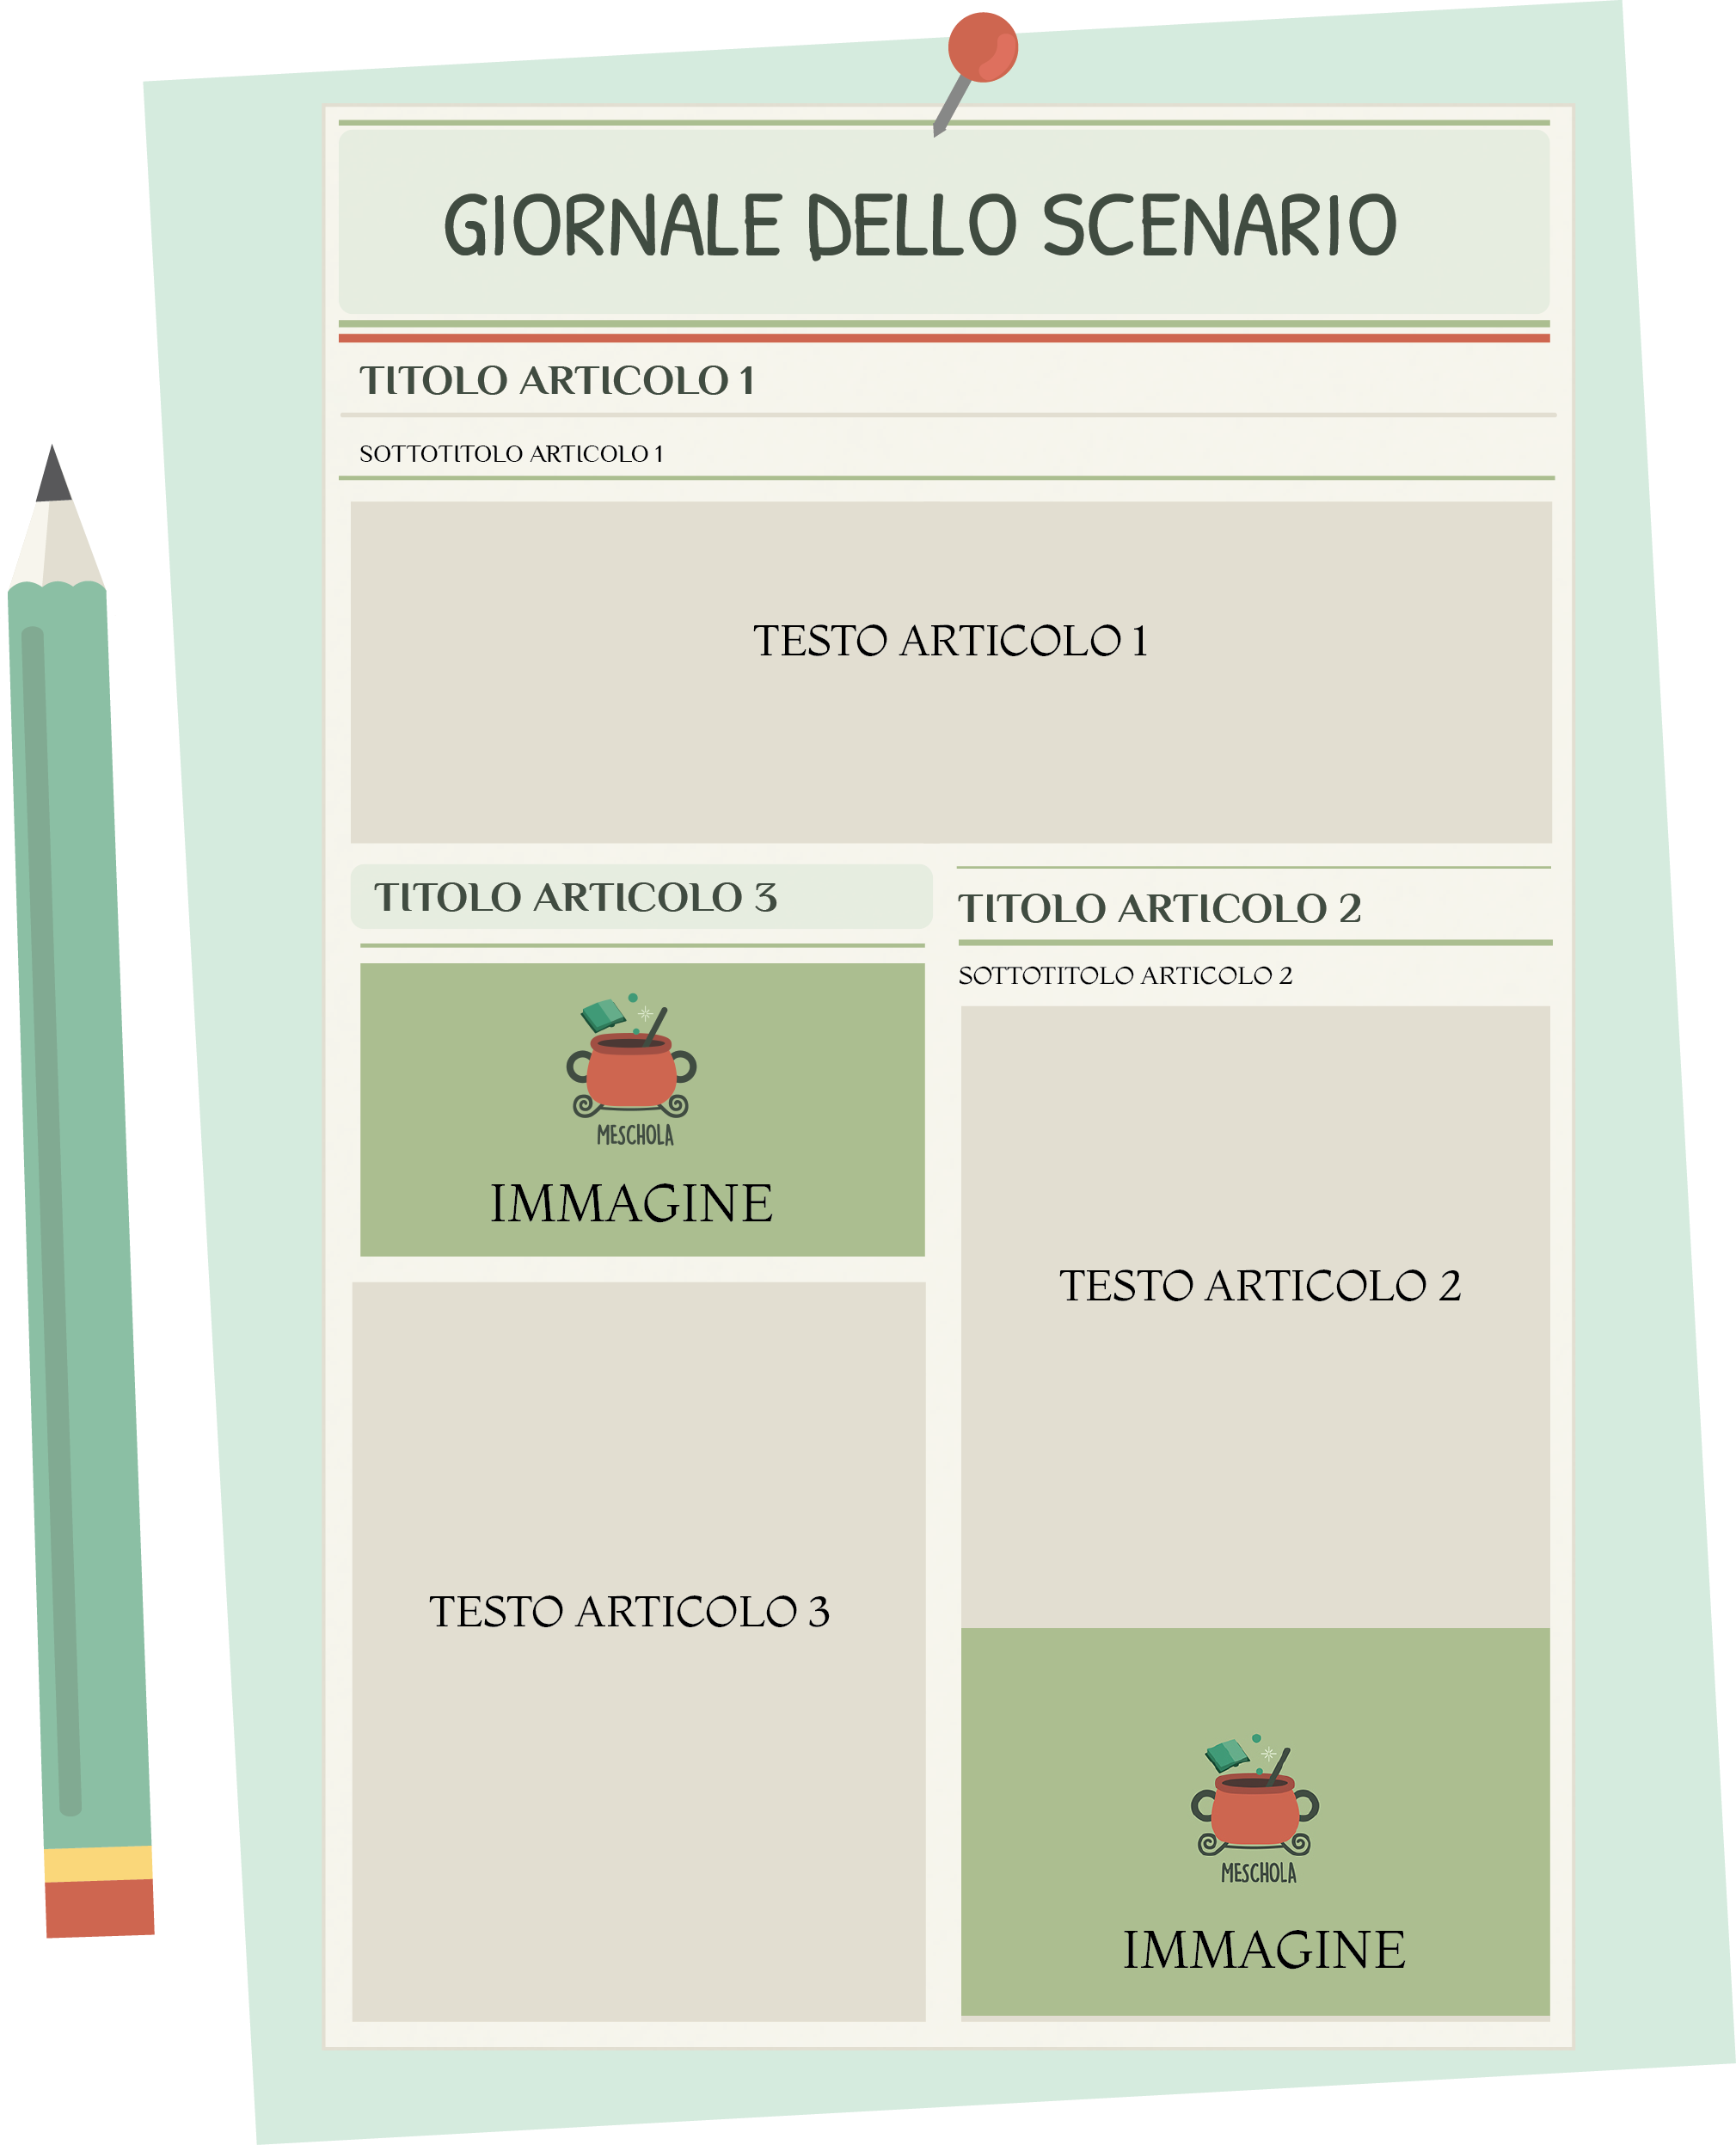 GIORNALE DELLO SCENARIO
TITOLO ARTICOLO 1
SOTTOTITOLO ARTICOLO 1
TESTO ARTICOLO 1
TITOLO ARTICOLO 3
MESCHOLA
IMMAGINE
TESTO ARTICOLO 3
TITOLO ARTICOLO 2
SOTTOTITOLO ARTICOLO 2
TESTO ARTICOLO 2
MESCHOLA
IMMAGINE